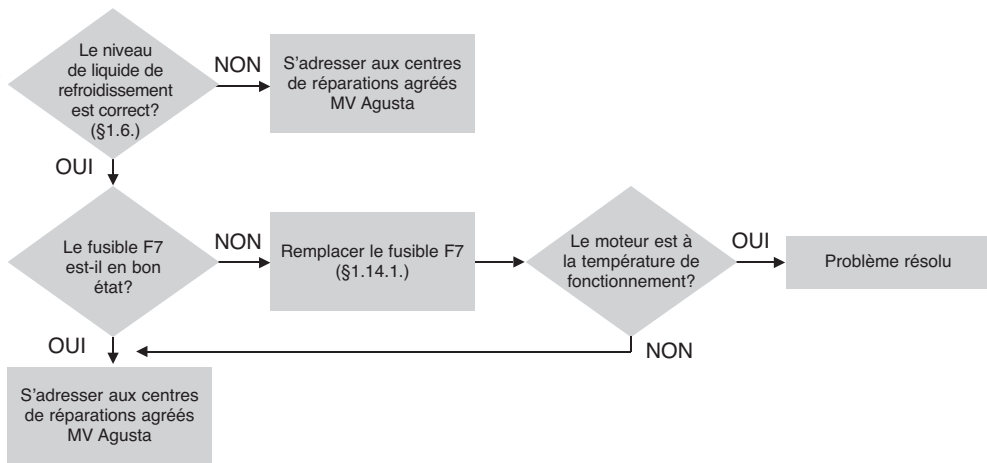 Le niveau
de liquide de
refroidissement
est correct?
(§1.6.)
NON
S'adresser aux centres
de réparations agréés
MV Agusta
OUI
Le fusible F7
est-il en bon
état?
NON
Remplacer le fusible F7
(§1.14.1.)
Le moteur est à
la température de
fonctionnement?
OUI
Problème résolu
OUI
NON
S'adresser aux centres
de réparations agréés
MV Agusta